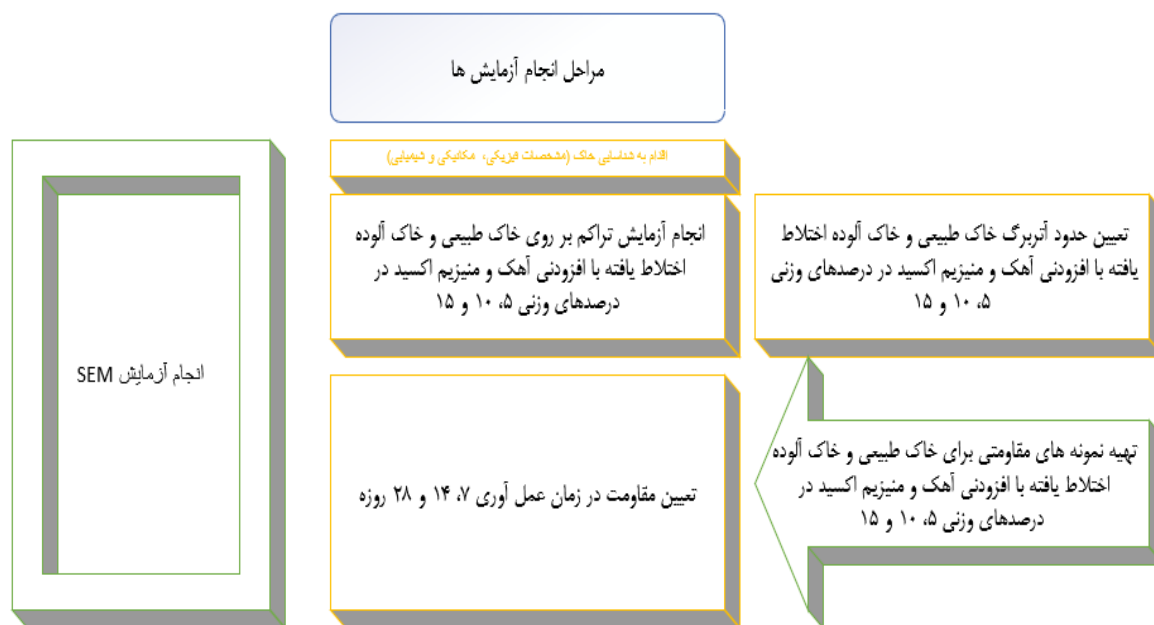 مراحل انجام آزمایش ها
اقدام به شناسایی خاک (مشخصات فیزیکی، مکانیکی و شیمیایی)
تعیین حدود آتربرگ خاک طبیعی و خاک آلوده اختلاط
یافته با افزودنی آهک و منیزیم اکسید در درصدهای وزنی
۵، ۱۰ و ۱۵
انجام آزمایش تراکم بر روی خاک طبیعی و خاک آلوده
اختلاط یافته با افزودنی آهک و منیزیم اکسید در
درصدهای وزنی ۵، ۱۰ و ۱۵
تهیه نمونه های مقاومتی برای خاک طبیعی و خاک آلوده
اختلاط یافته با افزودنی آهک و منیزیم اکسید در
درصدهای وزنی ۵، ۱۰ و ۱۵
تعیین مقاومت در زمان عمل آوری ۷، ۱۴ و ۲۸ روزه
انجام آزمایش SEM